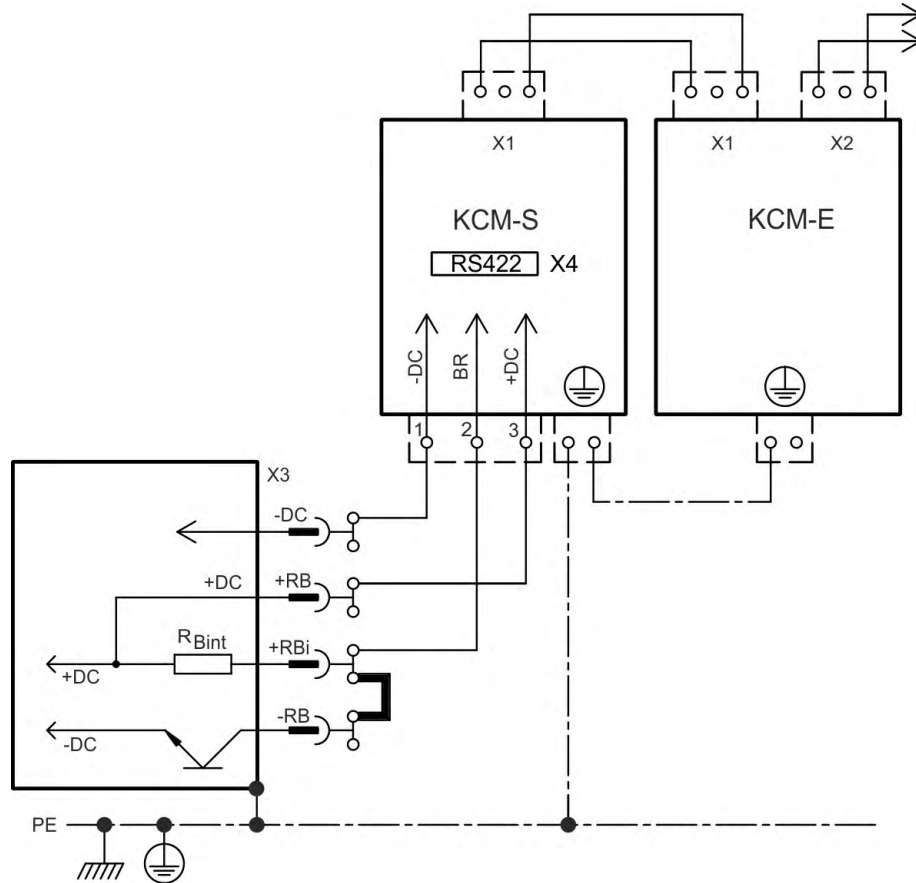 X1
X1
X2
KCM-S
KCM-E
RS422 X4
-DC
BR
+DC
1
2
3
X3
-DC
+DC
+RB
RBint
+RBi
+DC
-RB
-DC
PE